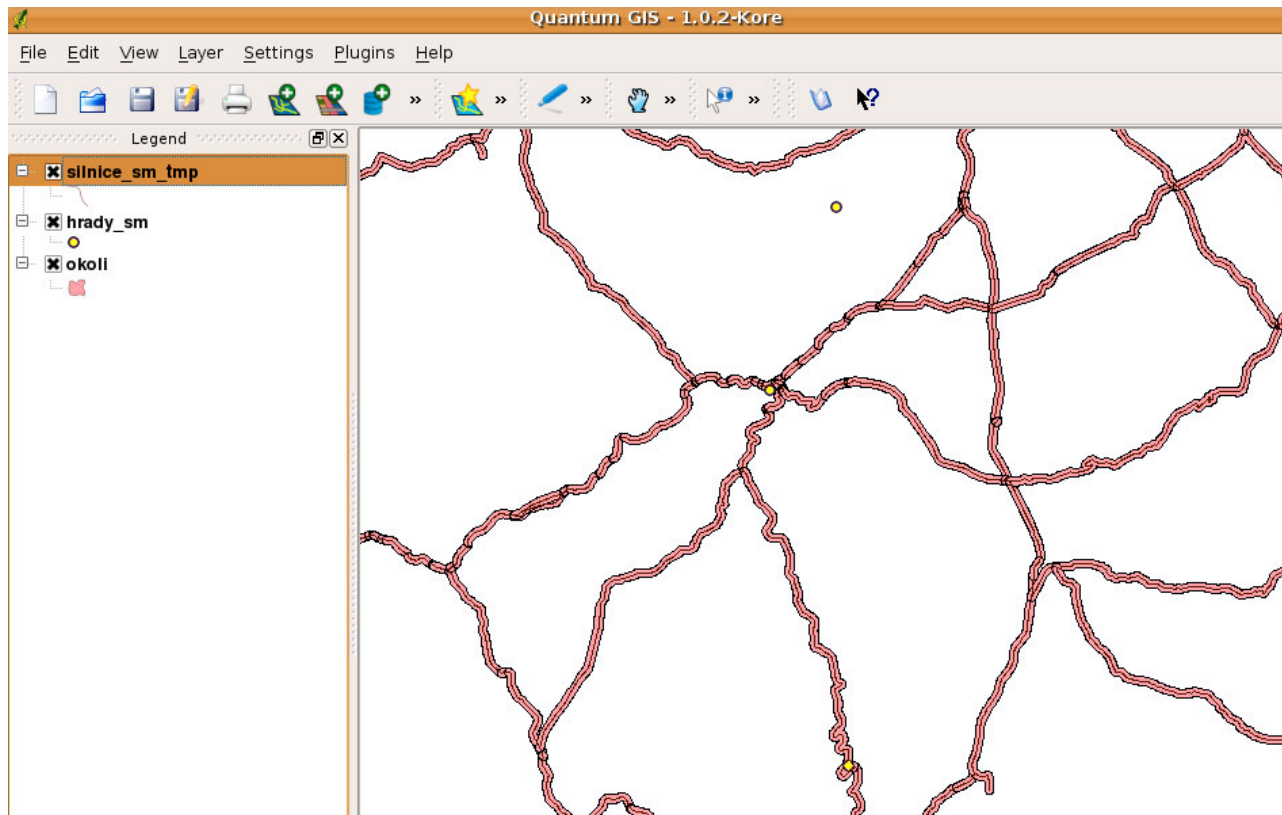 Quantum GIS - 1.0.2-Kore
File Edit View Layer Settings Plugins Help
» » » » »
Legend
silnice_sm_tmp
hrady_sm
okoli